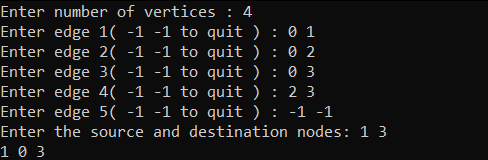 Enter number of vertices : 4
Enter edge 1( -1 -1 to quit ) : 0 1
Enter edge 2( -1 -1 to quit ) : 0 2
Enter edge 3( -1 -1 to quit ) : 0 3
Enter edge 4( -1 -1 to quit ) : 2 3
Enter edge 5( -1 -1 to quit ) : -1 -1
Enter the source and destination nodes: 1 3
1 0 3